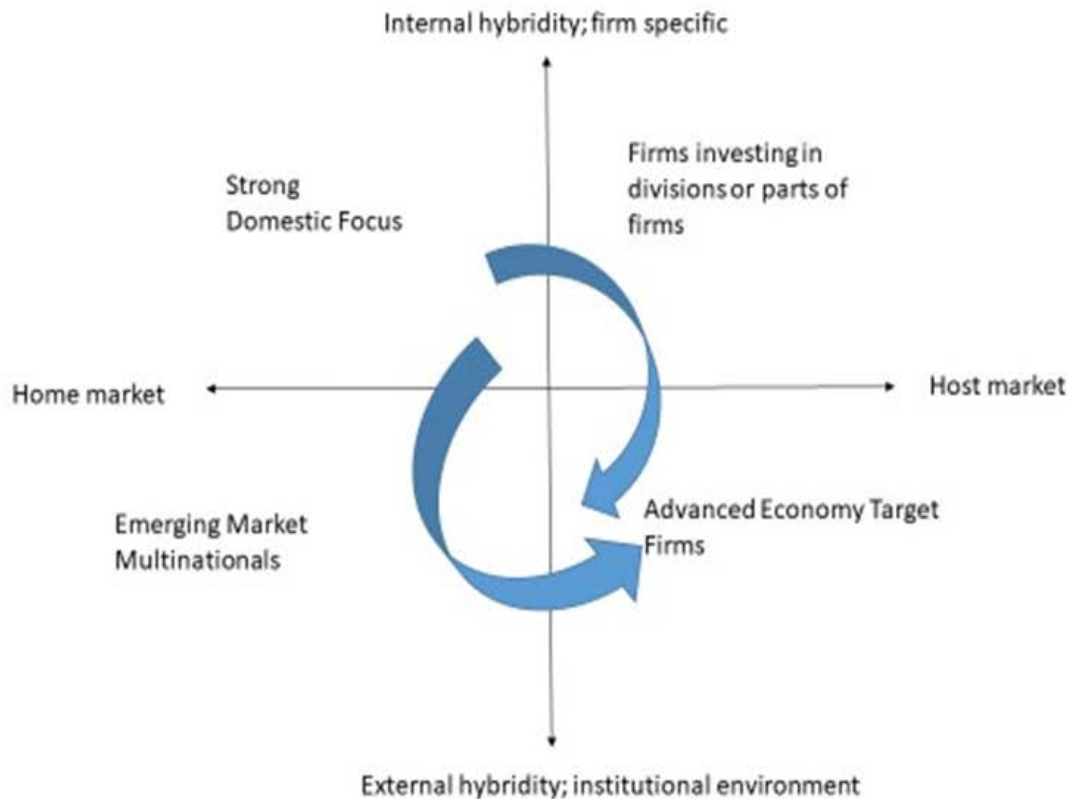 Internal hybridity; firm specific
Firms investing in
divisions or parts of
firms
Strong
Domestic Focus
Home market
Host market
Emerging Market
Multinationals
Advanced Economy Target
Firms
External hybridity; institutional environment